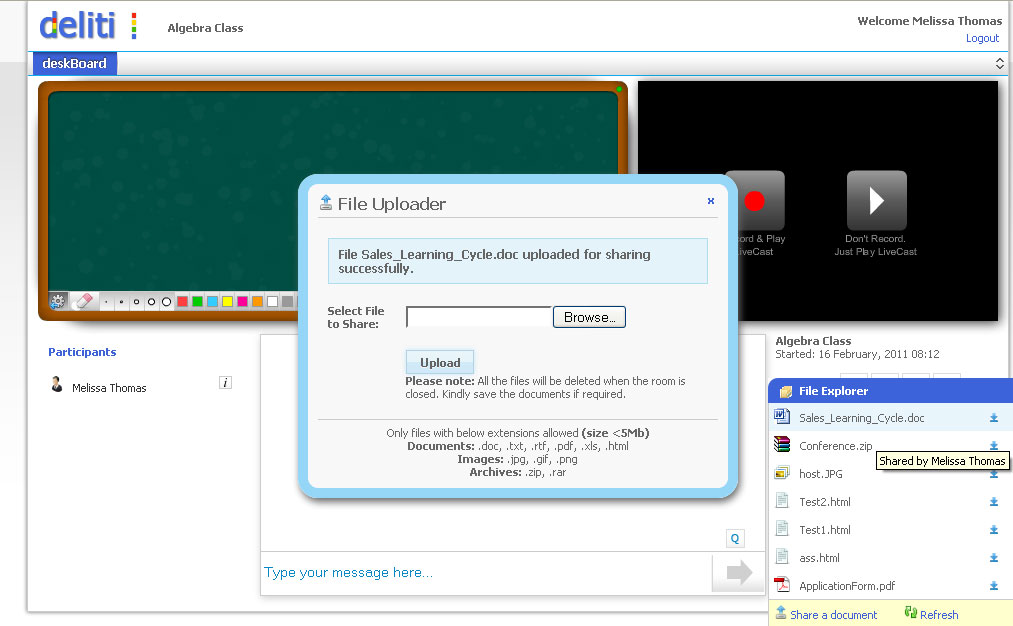 deliti
Algebra Class
Welcome Melissa Thomas
Logout
deskBoard
File Uploader
x
File Sales_Learning_Cycle.doc uploaded for sharing
successfully.
Select File
to Share:
Browse...
Upload
Please note: All the files will be deleted when the room is
closed. Kindly save the documents if required.
Only files with below extensions allowed (size <5Mb)
Documents: .doc, .txt, .rtf, .pdf, .xls, .html
Images: .jpg, .gif, .png
Archives: .zip, .rar
ord & Play
iveCast
Don't Record.
Just Play LiveCast
Participants
Melissa Thomas
i
Q
Type your message here...
Algebra Class
Started: 16 February, 2011 08:12
File Explorer
Sales_Learning_Cycle.doc
Conference.zip
Shared by Melissa Thomas
host.JPG
Test2.html
Test1.html
ass.html
ApplicationForm.pdf
Share a document
Refresh